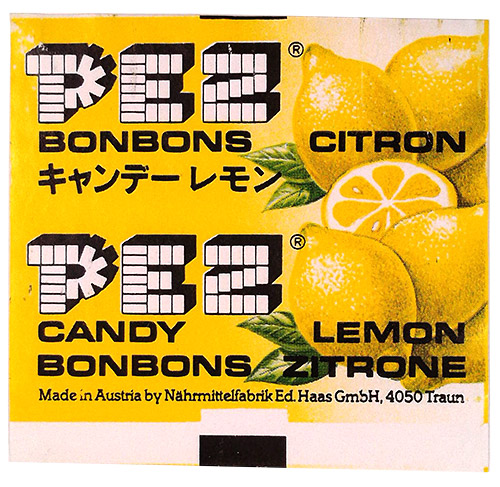 PEZ®
BONBONS CITRON
キャンデーレモン
PEZ®
CANDY LEMON
BONBONS ZITRONE
Made in Austria by Nährmittelfabrik Ed. Haas GmbH, 4050 Traun